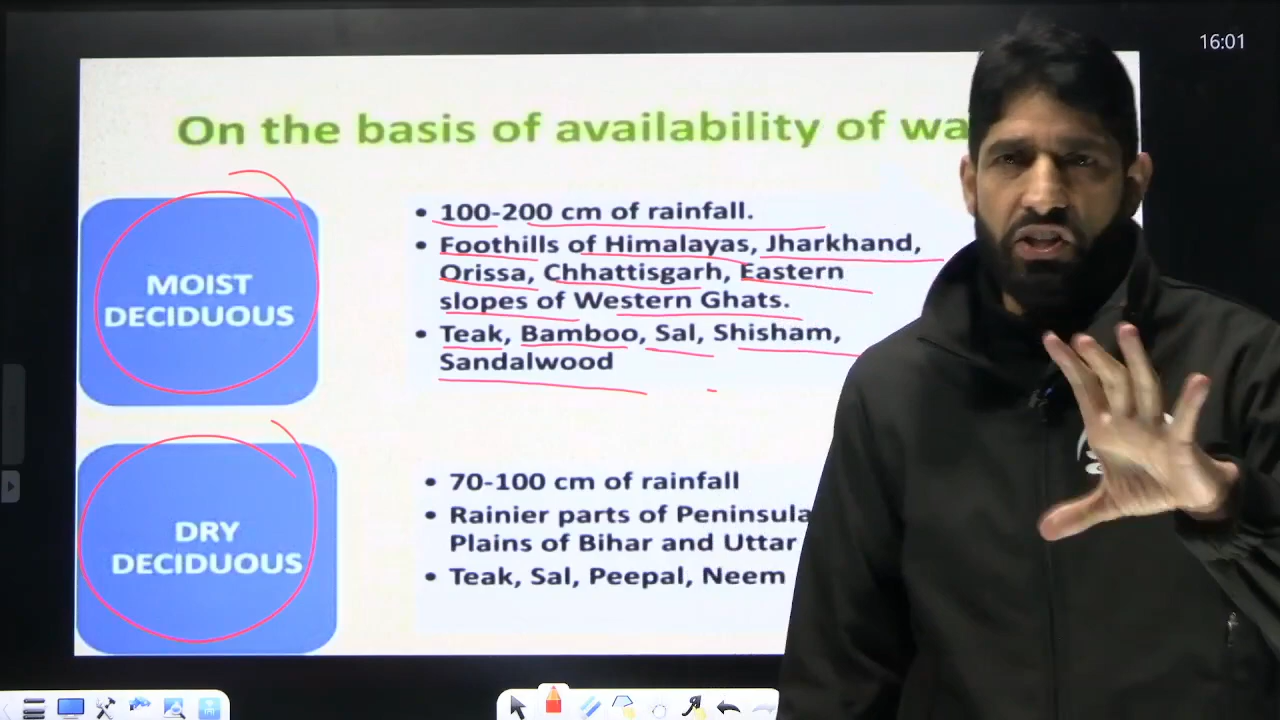 16:01
On the basis of availability of wa
MOIST
DECIDUOUS
• 100-200 cm of rainfall.
• Foothills of Himalayas, Jharkhand,
Orissa, Chhattisgarh, Eastern
slopes of Western Ghats.
• Teak, Bamboo, Sal, Shisham,
Sandalwood
DRY
DECIDUOUS
• 70-100 cm of rainfall
• Rainier parts of Peninsula
Plains of Bihar and Uttar
• Teak, Sal, Peepal, Neem